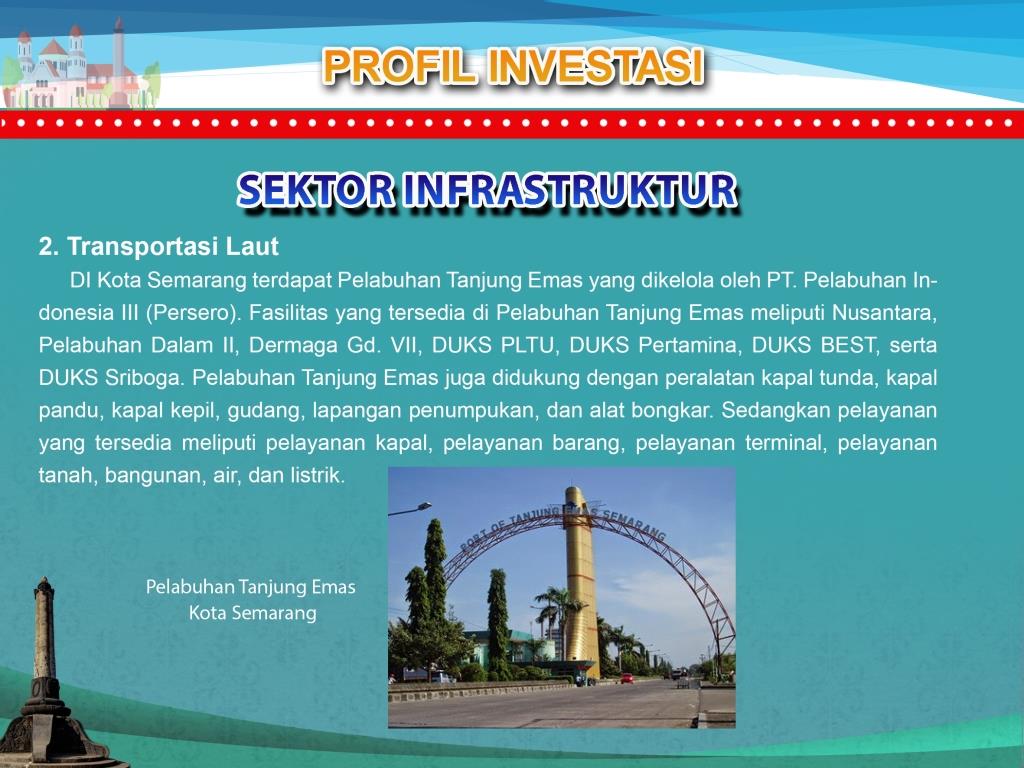 PROFIL INVESTASI
SEKTOR INFRASTRUKTUR
2. Transportasi Laut
DI Kota Semarang terdapat Pelabuhan Tanjung Emas yang dikelola oleh PT. Pelabuhan In-
donesia III (Persero). Fasilitas yang tersedia di Pelabuhan Tanjung Emas meliputi Nusantara,
Pelabuhan Dalam II, Dermaga Gd. VII, DUKS PLTU, DUKS Pertamina, DUKS BEST, serta
DUKS Sriboga. Pelabuhan Tanjung Emas juga didukung dengan peralatan kapal tunda, kapal
pandu, kapal kepil, gudang, lapangan penumpukan, dan alat bongkar. Sedangkan pelayanan
yang tersedia meliputi pelayanan kapal, pelayanan barang, pelayanan terminal, pelayanan
tanah, bangunan, air, dan listrik.
PORT OF TANJUNG EMAS SEMARANG
Pelabuhan Tanjung Emas
Kota Semarang